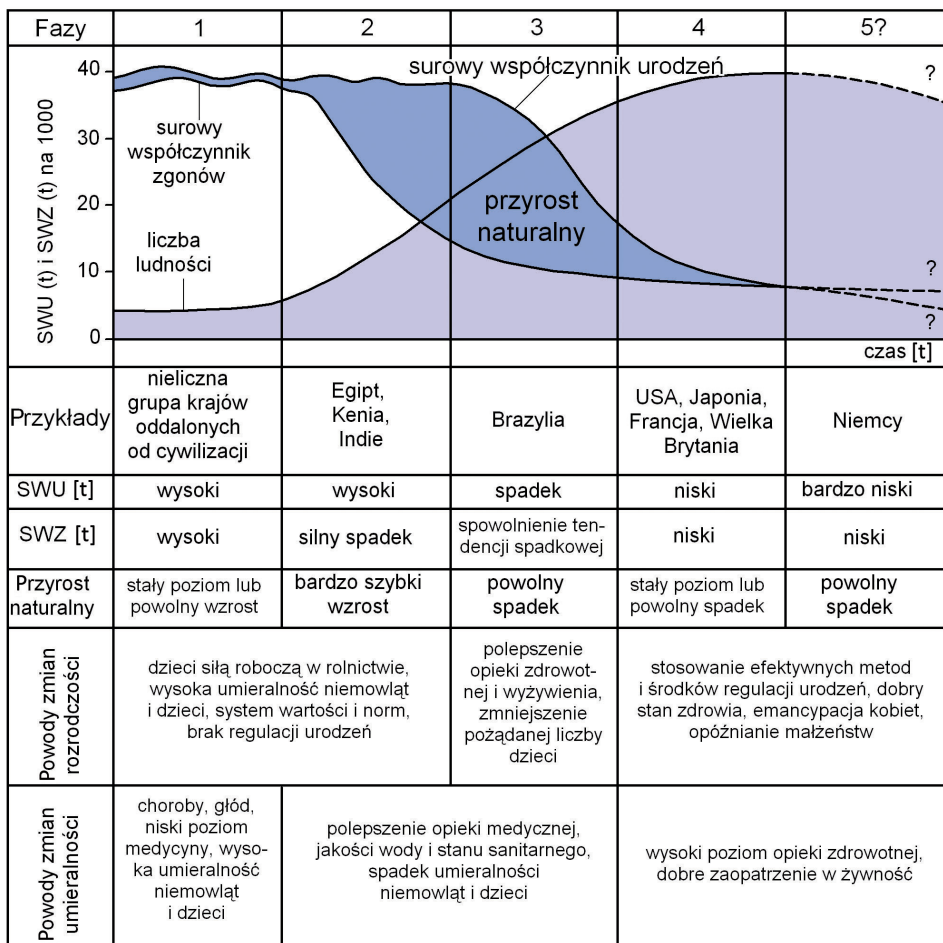 Fazy 1 2 3 4 5?
SWU (t) i SWZ (t) na 1000
40
30
20
10
0
surowy współczynnik urodzeń
surowy
współczynnik
zgonów
liczba
ludności
przyrost
naturalny
?
?
?
czas [t]
Przykłady
nieliczna
grupa krajów
oddalonych
od cywilizacji
Egipt,
Kenia,
Indie
Brazylia
USA, Japonia,
Francja, Wielka
Brytania
Niemcy
SWU [t] wysoki wysoki spadek niski bardzo niski
SWZ [t]
wysoki
silny spadek
spowolnienie ten-
dencji spadkowej
niski
niski
Przyrost
naturalny
stały poziom lub
powolny wzrost
bardzo szybki
wzrost
powolny
spadek
stały poziom lub
powolny spadek
powolny
spadek
Powody zmian
rozrodczości
dzieci siłą roboczą w rolnictwie,
wysoka umieralność niemowląt
i dzieci, system wartości i norm,
brak regulacji urodzeń
polepszenie
opieki zdrowot-
nej i wyżywienia,
zmniejszenie
pożądanej liczby
dzieci
stosowanie efektywnych metod
i środków regulacji urodzeń, dobry
stan zdrowia, emancypacja kobiet,
opóźnianie małżeństw
Powody zmian
umieralności
choroby, głód,
niski poziom
medycyny, wyso-
ka umieralność
niemowląt
i dzieci
polepszenie opieki medycznej,
jakości wody i stanu sanitarnego,
spadek umieralności
niemowląt i dzieci
wysoki poziom opieki zdrowotnej,
dobre zaopatrzenie w żywność